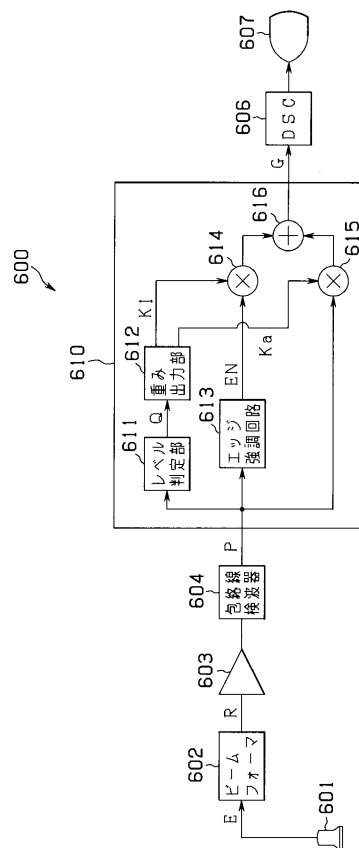 600
610
601
E
602
ビーム
フォーマ
R
603
604
包絡線
検波器
P
611
レベル
判定部
Q
612
重み
出力部
K1
Ka
613
エッジ
強調回路
EN
614
615
616
G
606
DSC
607